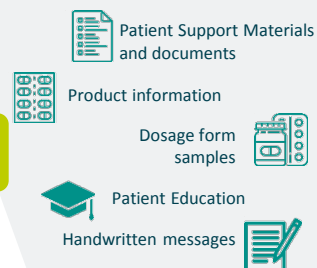 Patient Support Materials
and documents
Product information
Dosage form
samples
Patient Education
Handwritten messages